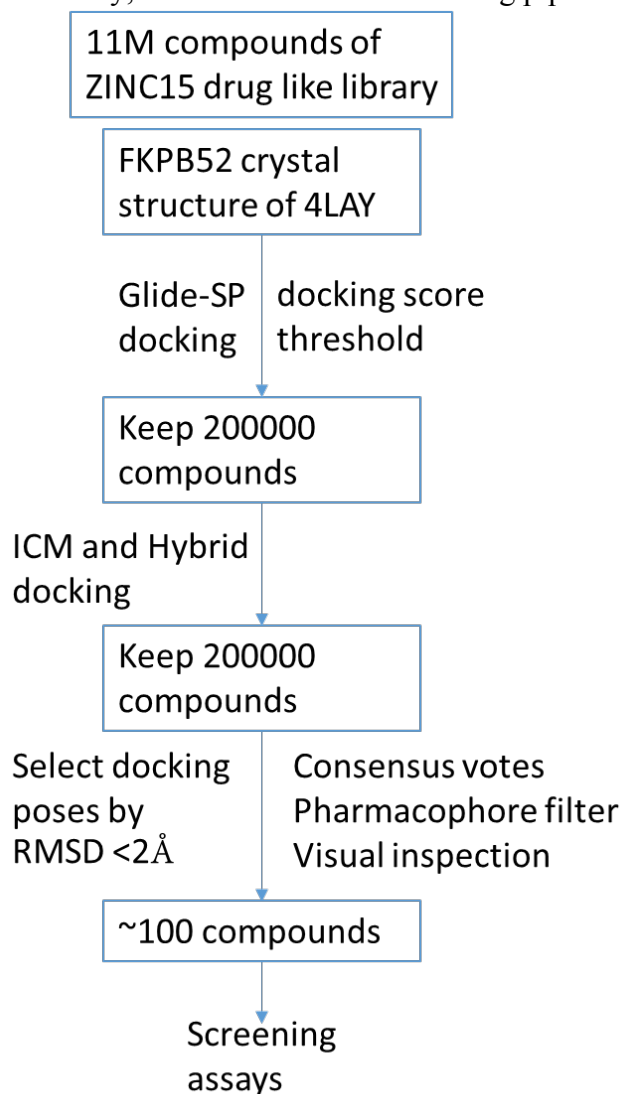 11M compounds of
ZINC15 drug like library
FKPB52 crystal
structure of 4LAY
Glide-SP
docking
docking score
threshold
Keep 200000
compounds
ICM and Hybrid
docking
Keep 200000
compounds
Select docking
poses by
RMSD <2Å
Consensus votes
Pharmacophore filter
Visual inspection
~100 compounds
Screening
assays